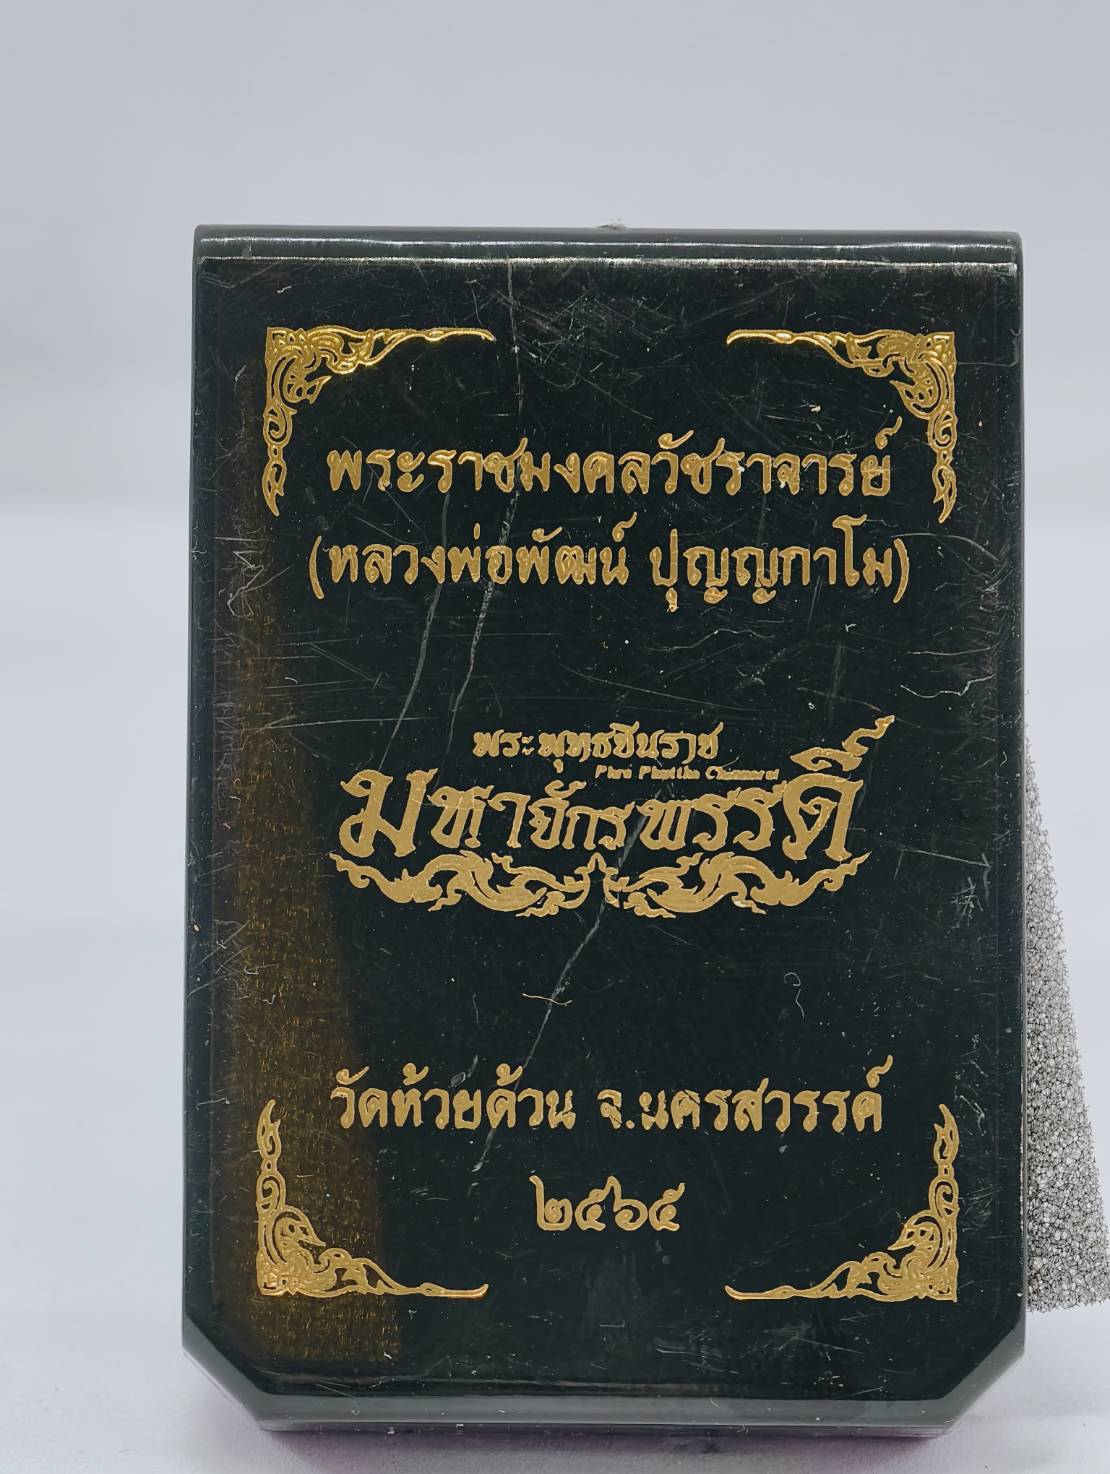 พระราชมงคลวัชราจารย์
(หลวงพ่อพัฒน์ ปุญญกาโม)
พระพุทธชินราช
Phra Phuttha Chinnarat
มหาจักรพรรดิ์
วัดห้วยด้วน จ.นครสวรรค์
๒๕๖๕